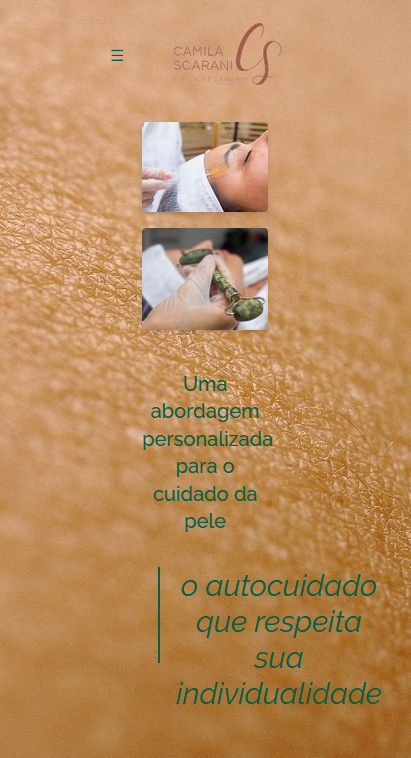 CAMILA
SCARANI
Uma
abordagem
personalizada
para o
cuidado da
pele
o autocuidado
que respeita
sua
individualidade